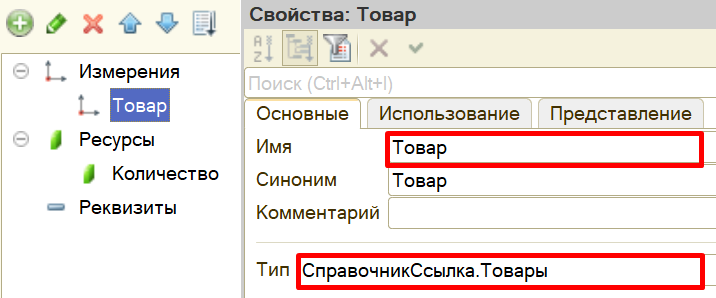 Измерения
Товар
Ресурсы
Количество
Реквизиты
Свойства: Товар
Поиск (Ctrl+Alt+I)
Основные Использование Представление
Имя Товар
Синоним Товар
Комментарий
Тип СправочникСсылка.Товары